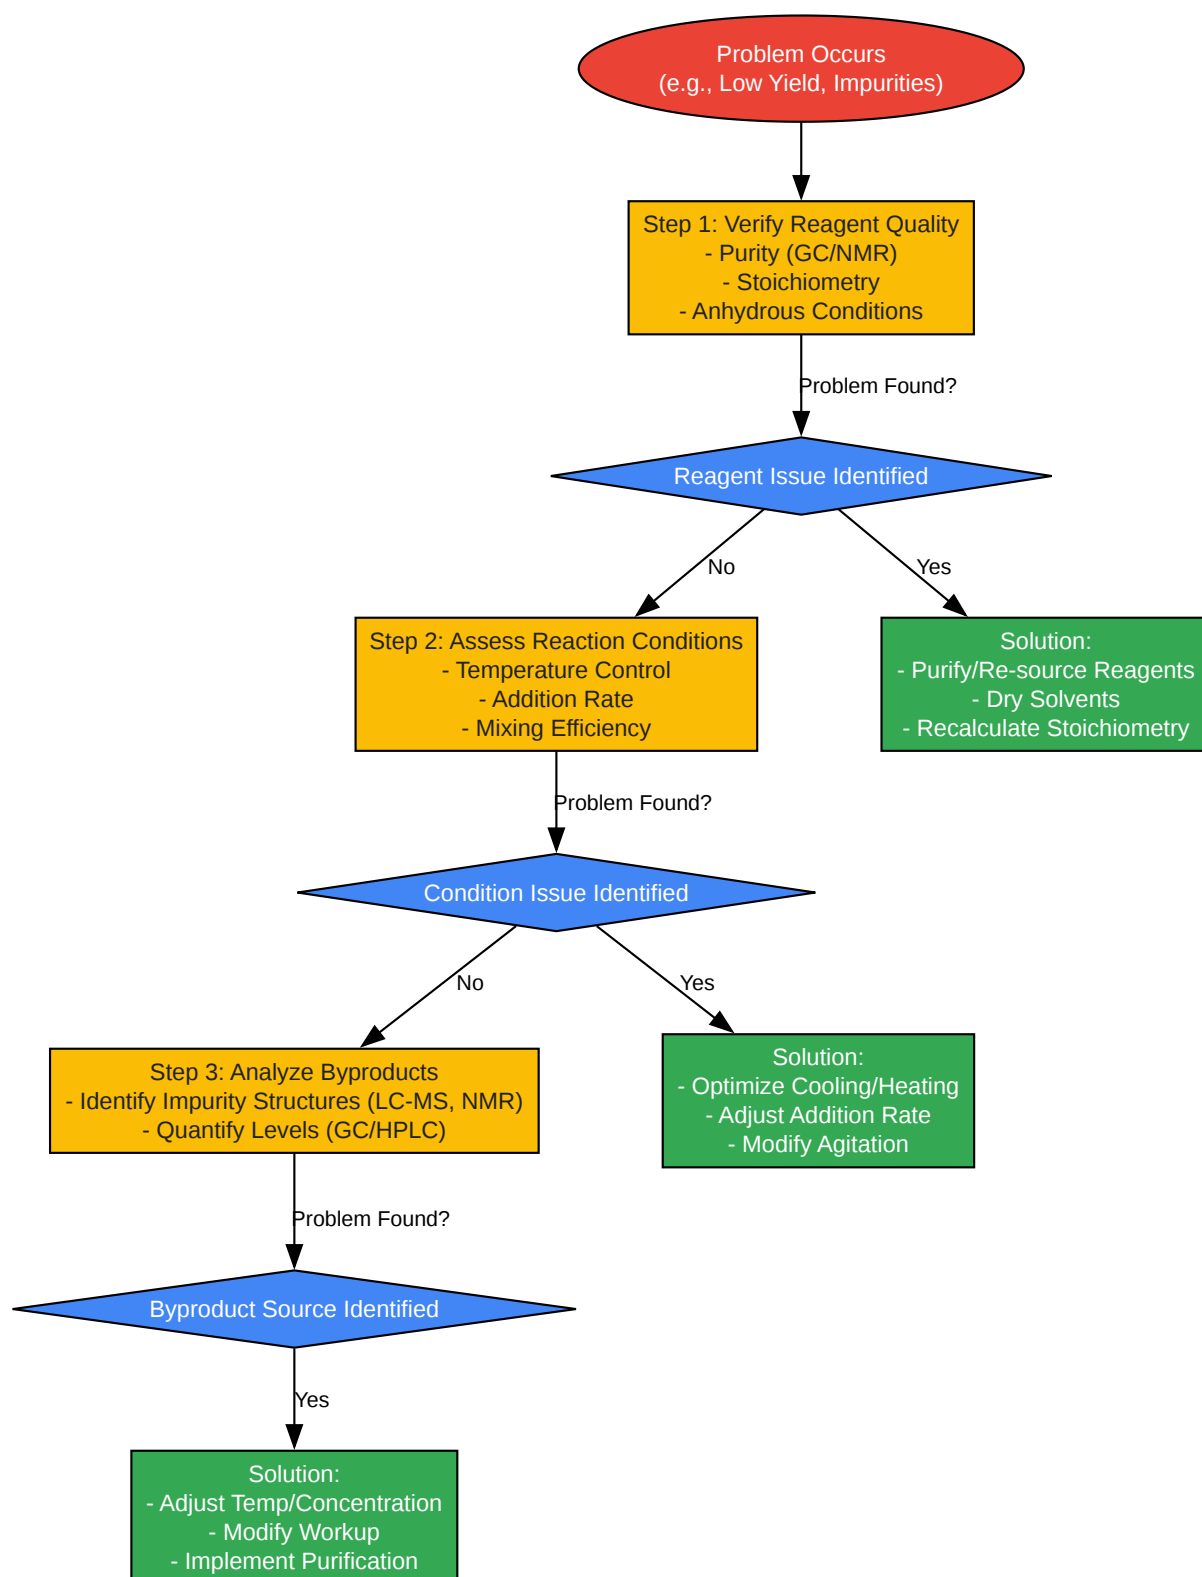 Problem Occurs
(e.g., Low Yield, Impurities)
Step 1: Verify Reagent Quality
- Purity (GC/NMR)
- Stoichiometry
- Anhydrous Conditions
Problem Found?
Reagent Issue Identified
No
Yes
Step 2: Assess Reaction Conditions
- Temperature Control
- Addition Rate
- Mixing Efficiency
Solution:
- Purify/Re-source Reagents
- Dry Solvents
- Recalculate Stoichiometry
Problem Found?
Condition Issue Identified
No
Yes
Step 3: Analyze Byproducts
- Identify Impurity Structures (LC-MS, NMR)
- Quantify Levels (GC/HPLC)
Solution:
- Optimize Cooling/Heating
- Adjust Addition Rate
- Modify Agitation
Problem Found?
Byproduct Source Identified
Yes
Solution:
- Adjust Temp/Concentration
- Modify Workup
- Implement Purification